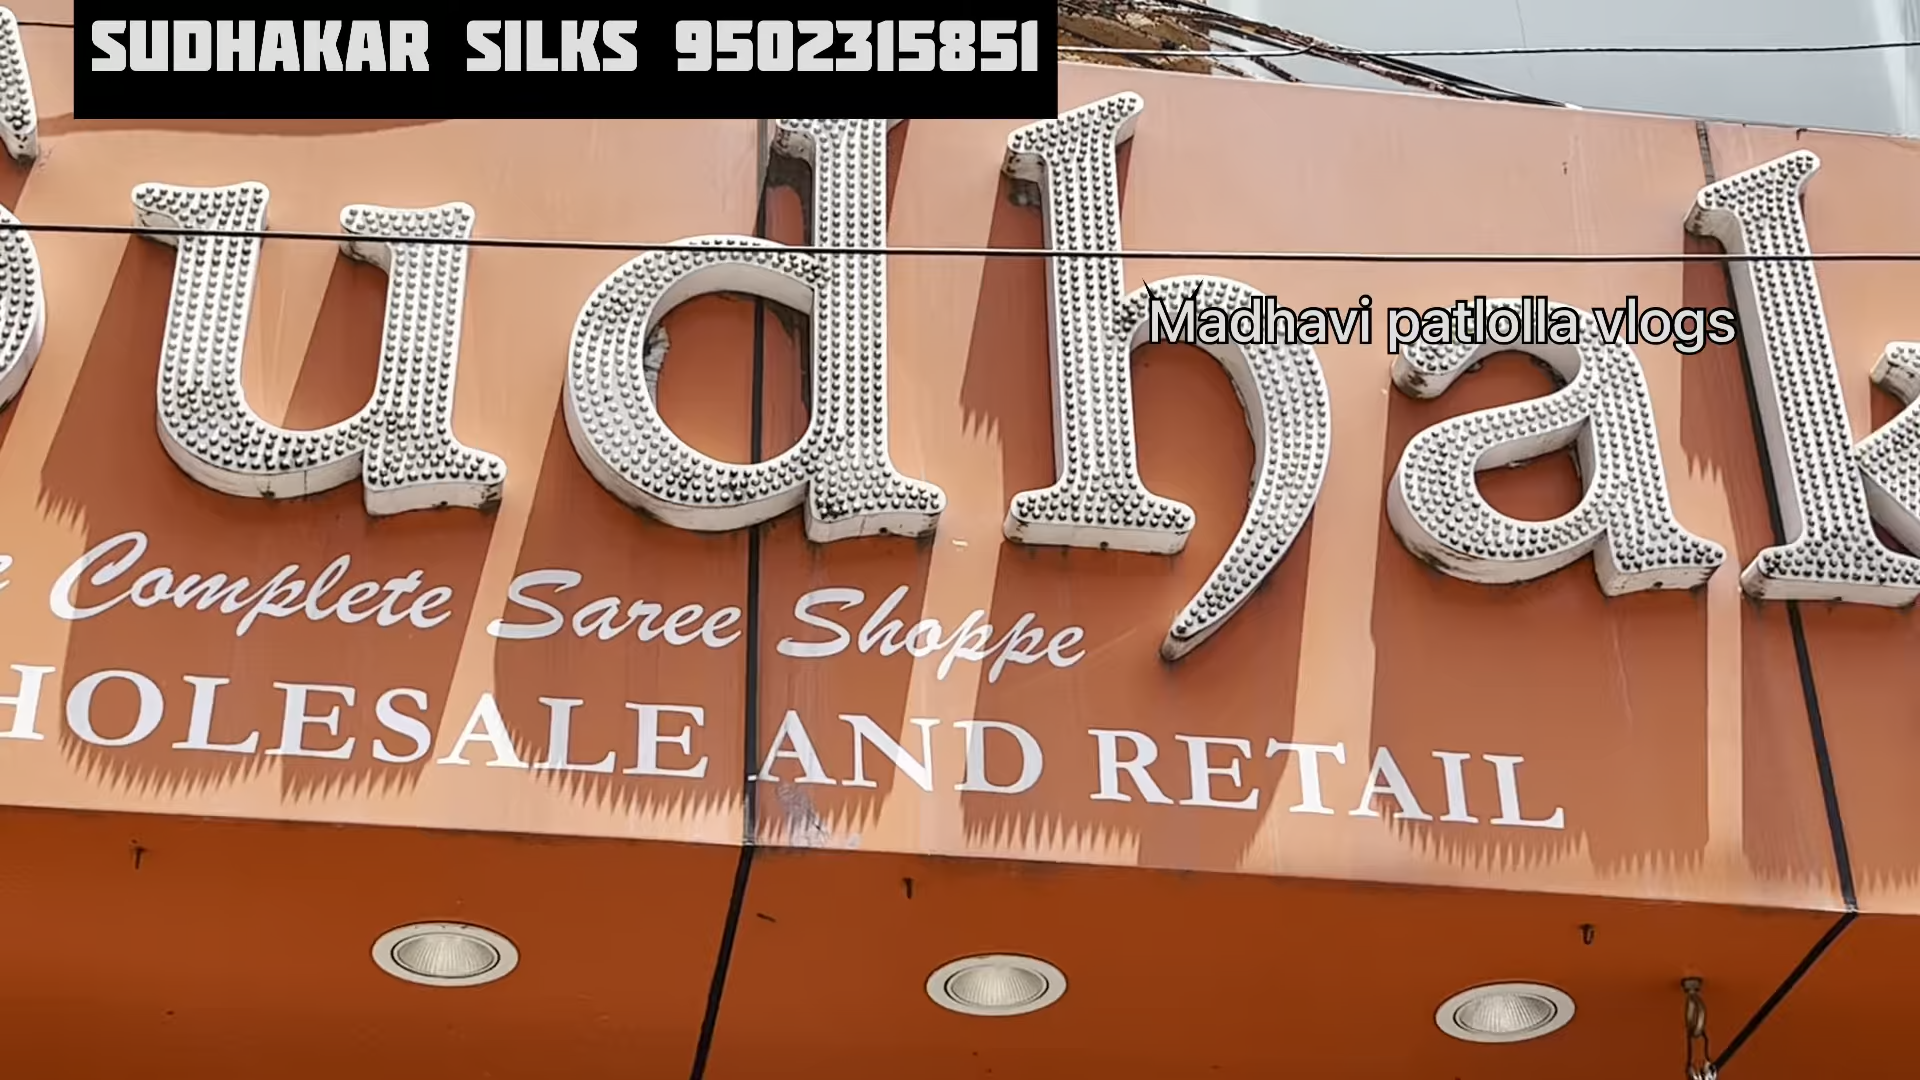 SUDHAKAR SILKS 9502315851
udhak
Madhavi patlolla vlogs
Complete Saree Shoppe
HOLESALE AND RETAIL